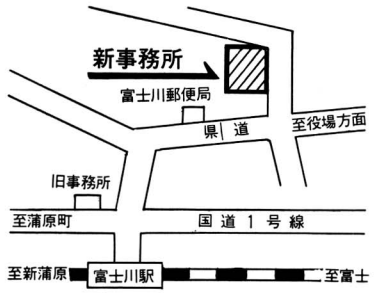 新事務所
富士川郵便局
県道
至役場方面
旧事務所
至蒲原町
国道1号線
至新蒲原
富士川駅
至富士